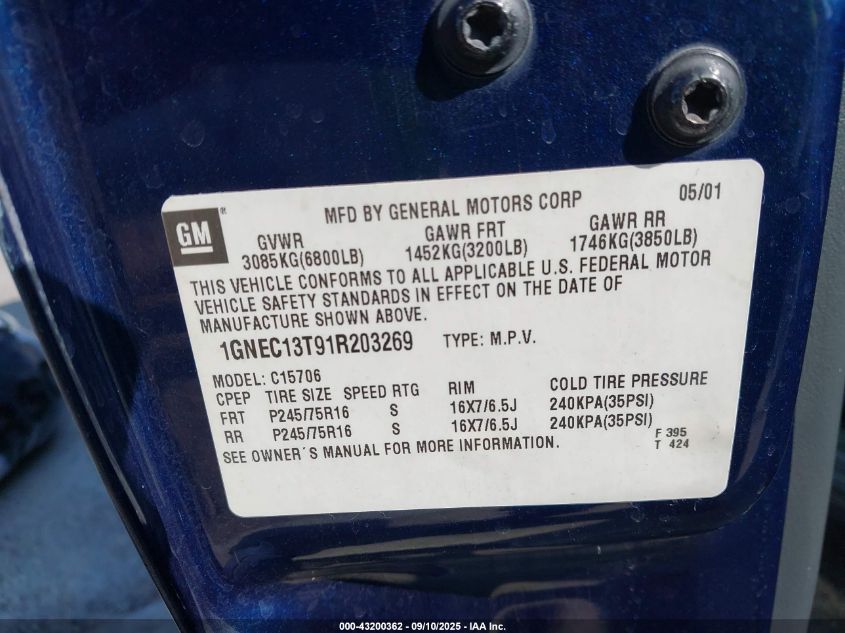 GM®
MFD BY GENERAL MOTORS CORP 05/01
GVWR GAWR FRT GAWR RR
3085KG(6800LB) 1452KG(3200LB) 1746KG(3850LB)
THIS VEHICLE CONFORMS TO ALL APPLICABLE U.S. FEDERAL MOTOR
VEHICLE SAFETY STANDARDS IN EFFECT ON THE DATE OF
MANUFACTURE SHOWN ABOVE.
1GNEC13T91R203269 TYPE: M.P.V.
MODEL: C15706
CPEP TIRE SIZE SPEED RTG RIM COLD TIRE PRESSURE
FRT P245/75R16 S 16X7/6.5J 240KPA(35PSI)
RR P245/75R16 S 16X7/6.5J 240KPA(35PSI)
SEE OWNER'S MANUAL FOR MORE INFORMATION.
F 395
T 424
000-43200362 - 09/10/2025 - IAA Inc.